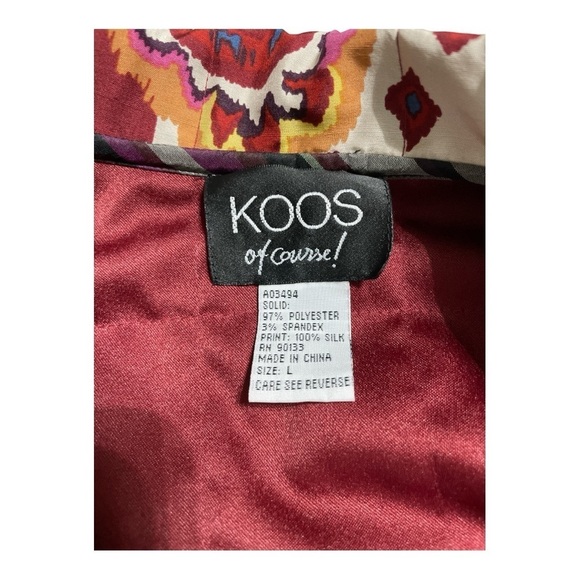 KOOS
of course!
A03494
SOLID:
97% POLYESTER
3% SPANDEX
PRINT: 100% SILK
RN 90133
MADE IN CHINA
SIZE: L
CARE SEE REVERSE